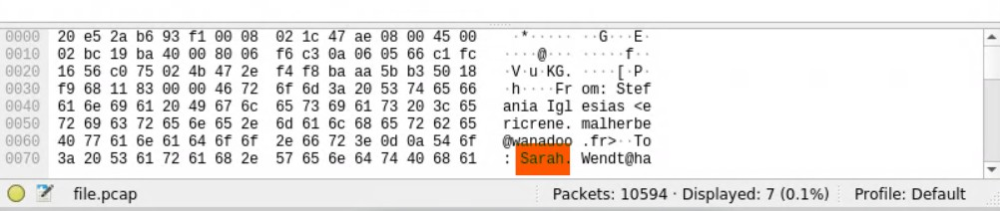 0000 20 e5 2a b6 93 f1 00 08 02 1c 47 ae 08 00 45 00 ·*····· ··G···E·
0010 02 bc 19 ba 40 00 80 06 f6 c3 0a 06 05 66 c1 fc ····@··· ·····f··
0020 16 56 c0 75 02 4b 47 2e f4 f8 ba aa 5b b3 50 18 ·V·u·KG. ····[·P·
0030 f9 68 11 83 00 00 46 72 6f 6d 3a 20 53 74 65 66 ·h····Fr om: Stef
0040 61 6e 69 61 20 49 67 6c 65 73 69 61 73 20 3c 65 ania Igl esias <e
0050 72 69 63 72 65 6e 65 2e 6d 61 6c 68 65 72 62 65 ricrene. malherbe
0060 40 77 61 6e 61 64 6f 6f 2e 66 72 3e 0d 0a 54 6f @wanadoo .fr>··To
0070 3a 20 53 61 72 61 68 2e 57 65 6e 64 74 40 68 61 : Sarah. Wendt@ha
file.pcap Packets: 10594 · Displayed: 7 (0.1%) Profile: Default